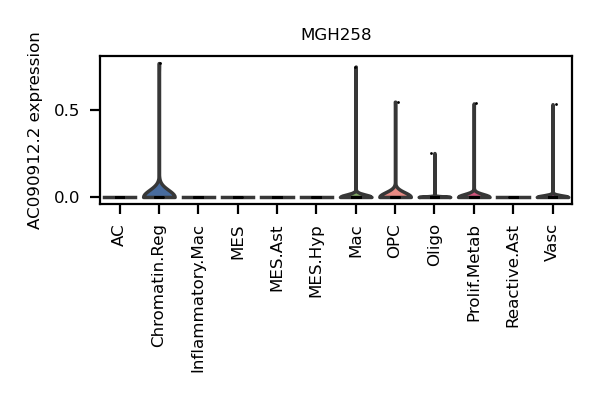 MGH258
AC090912.2 expression
0.5
0.0
AC
Chromatin.Reg
Inflammatory.Mac
MES
MES.Ast
MES.Hyp
Mac
OPC
Oligo
Prolif.Metab
Reactive.Ast
Vasc